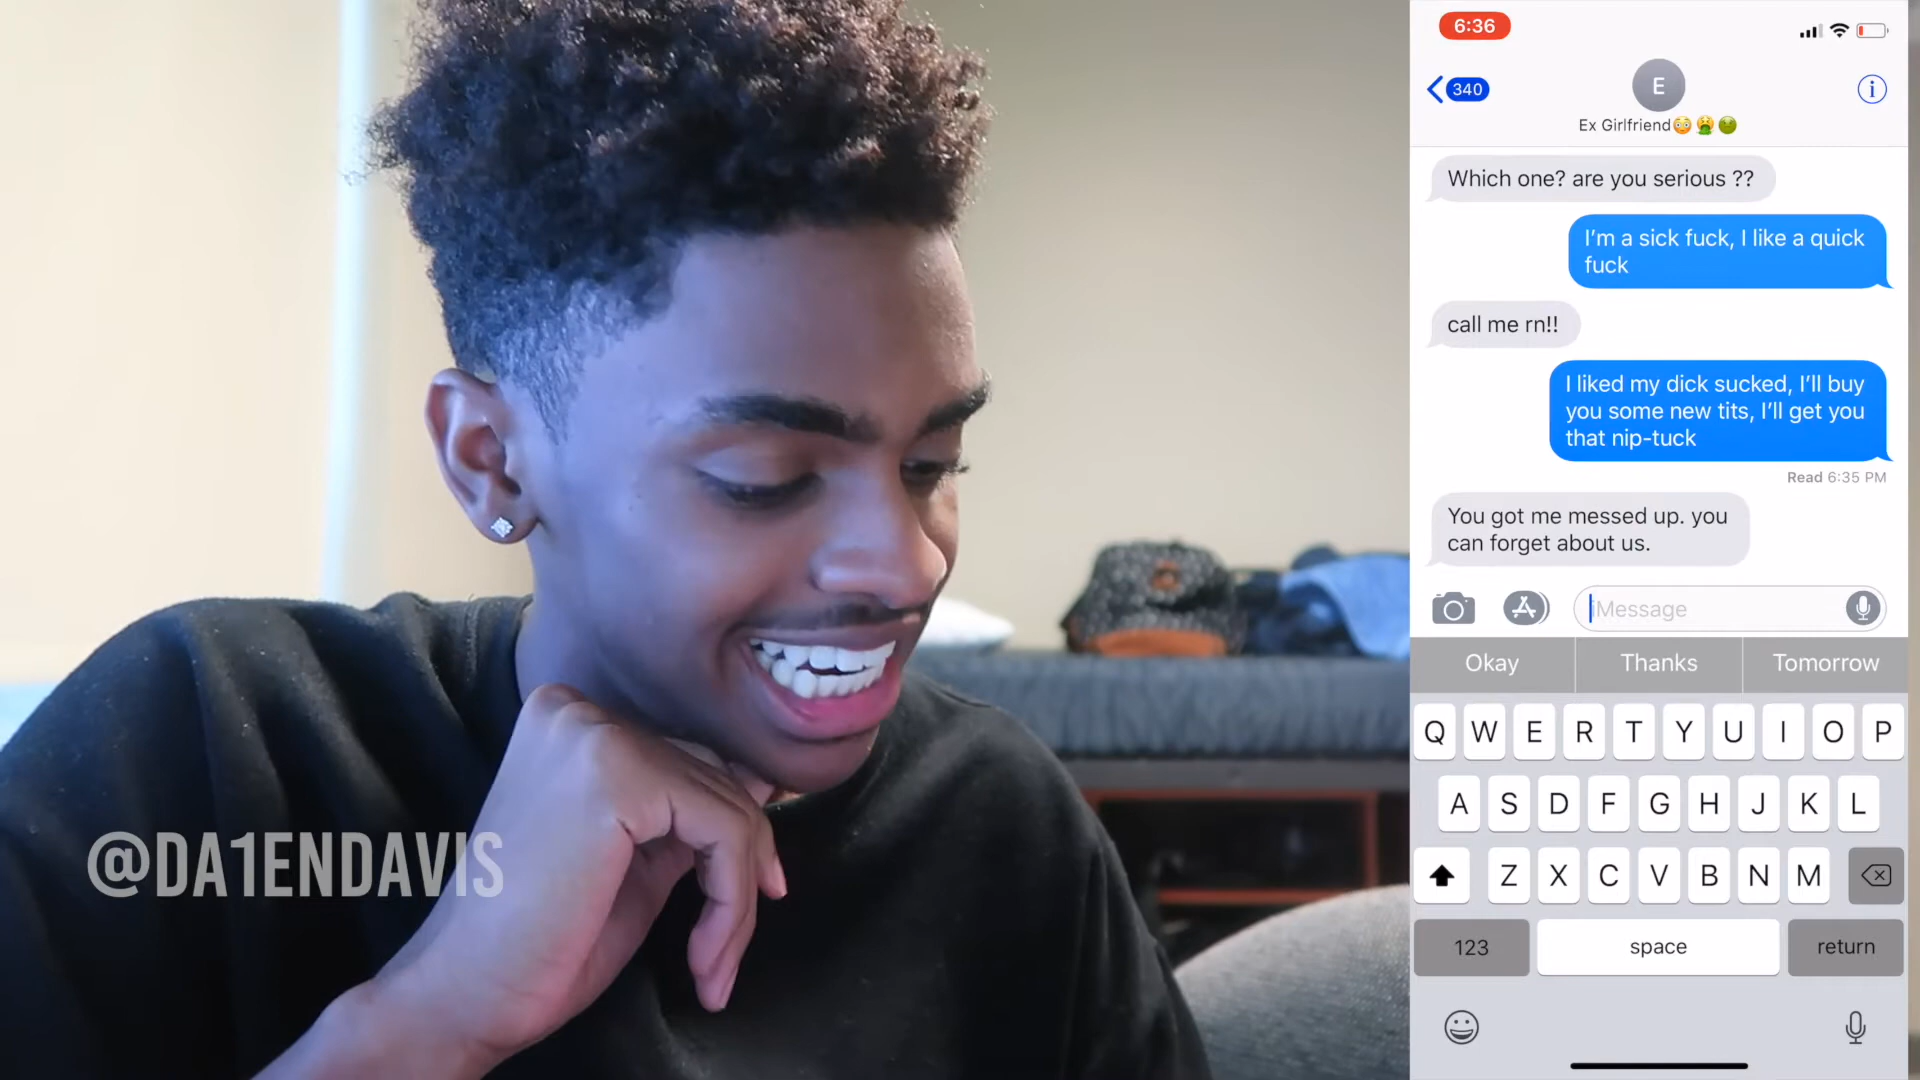 6:36
340
E
Ex Girlfriend😳🤮🤢
Which one? are you serious ??
I'm a sick fuck, I like a quick
fuck
call me rn!!
I liked my dick sucked, I'll buy
you some new tits, I'll get you
that nip-tuck
Read 6:35 PM
You got me messed up. you
can forget about us.
iMessage
Okay Thanks Tomorrow
Q W E R T Y U I O P
A S D F G H J K L
Z X C V B N M
123 space return
@DA1ENDAVIS